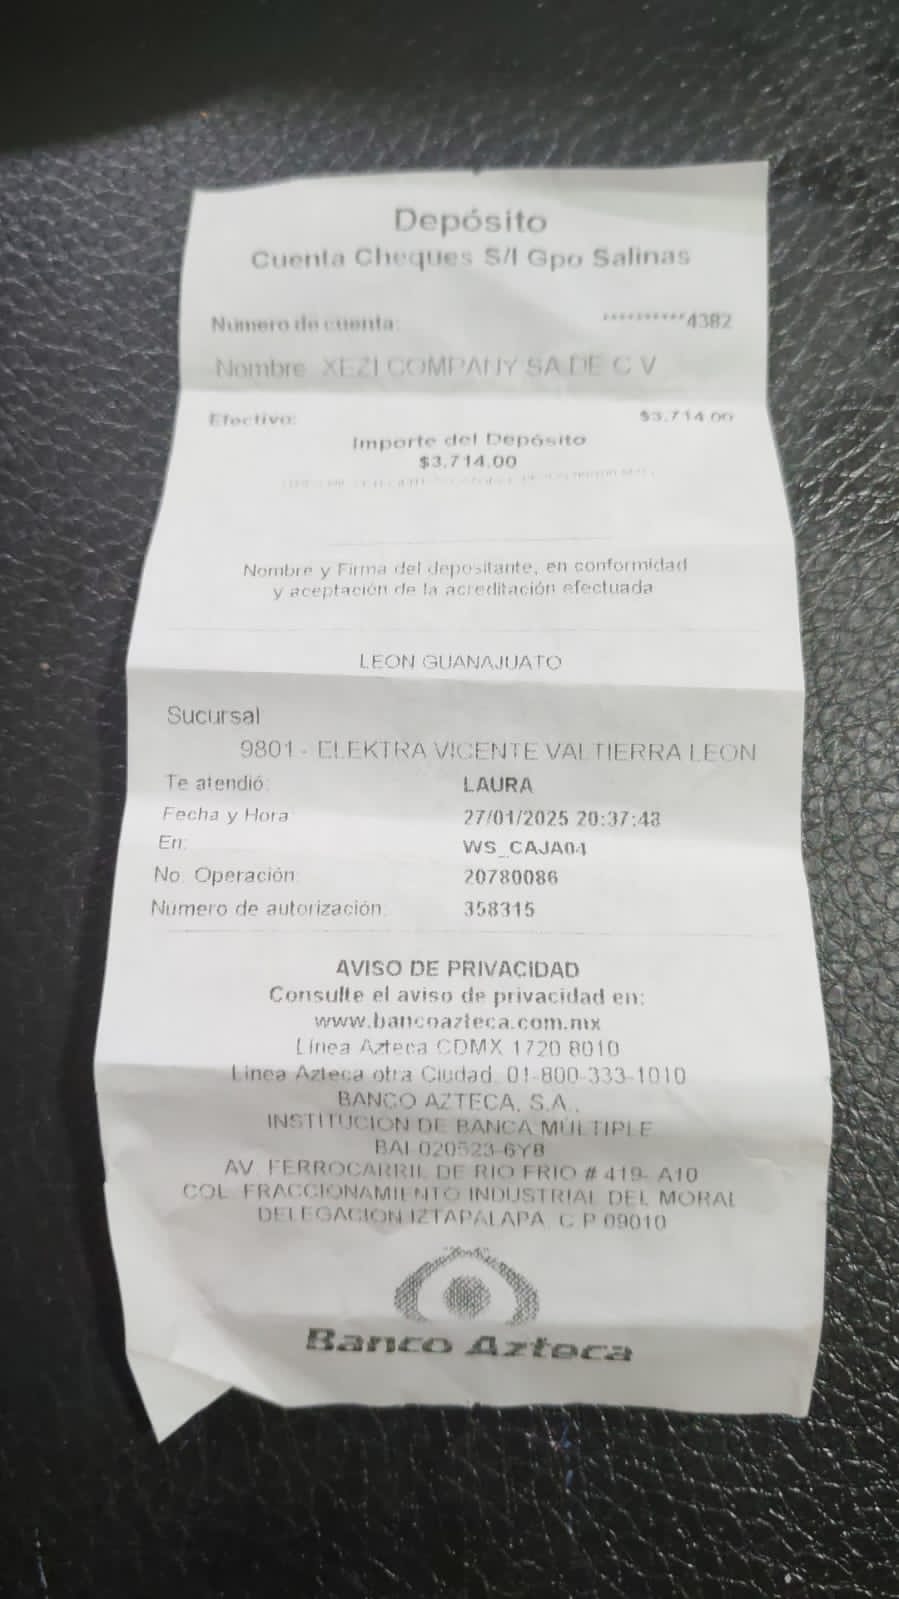 Depósito
Cuenta Cheques S/I Gpo Salinas
Número de cuenta: **********4382
Nombre XEZI COMPANY SA DE C V
Efectivo: $3,714.00
Importe del Depósito
$3,714.00
Nombre y Firma del depositante, en conformidad
y aceptación de la acreditación efectuada
LEON GUANAJUATO
Sucursal
9801 - ELEKTRA VICENTE VALTIERRA LEON
Te atendió: LAURA
Fecha y Hora 27/01/2025 20:37:48
En: WS_CAJA04
No. Operación: 20780086
Numero de autorización: 358315
AVISO DE PRIVACIDAD
Consulte el aviso de privacidad en:
www.bancoazteca.com.mx
Línea Azteca CDMX 1720 8010
Linea Azteca otra Ciudad. 01-800-333-1010
BANCO AZTECA, S.A.,
INSTITUCION DE BANCA MÚLTIPLE
BAI-020523-6Y8
AV. FERROCARRIL DE RIO FRIO # 419- A10
COL. FRACCIONAMIENTO INDUSTRIAL DEL MORAL
DELEGACION IZTAPALAPA, C.P 09010
Banco Azteca